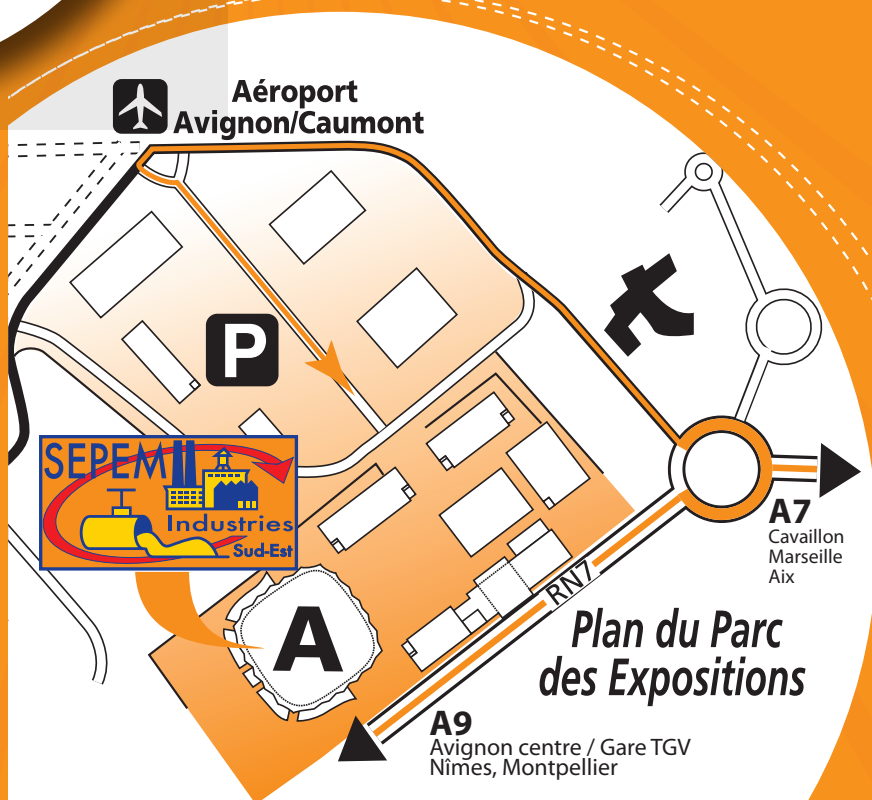 Aéroport
Avignon/Caumont
P
SEPEM
Industries
Sud-Est
A7
Cavaillon
Marseille
Aix
RN7
A
Plan du Parc
des Expositions
A9
Avignon centre / Gare TGV
Nîmes, Montpellier